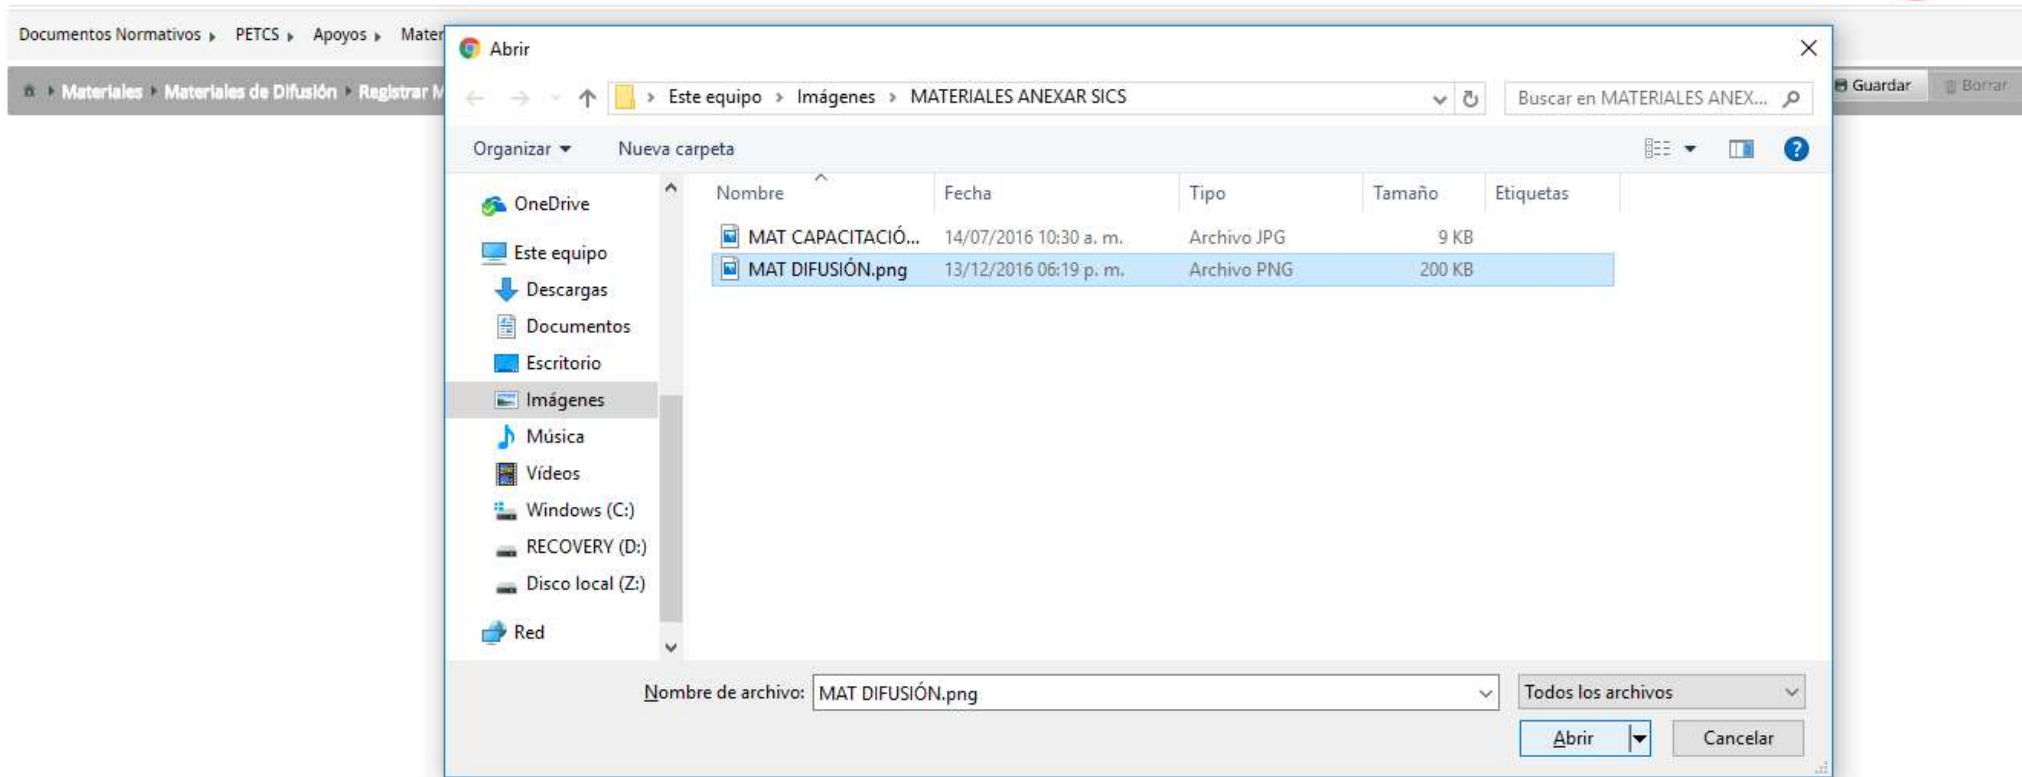 Documentos Normativos PETCS Apoyos Mater
Materiales Materiales de Difusión Registrar M
Guardar Borrar
Abrir
Este equipo Imágenes MATERIALES ANEXAR SICS
Buscar en MATERIALES ANEX...
Organizar Nueva carpeta
OneDrive
Este equipo
Descargas
Documentos
Escritorio
Imágenes
Música
Vídeos
Windows (C:)
RECOVERY (D:)
Disco local (Z:)
Red
Nombre Fecha Tipo Tamaño Etiquetas
MAT CAPACITACIÓ... 14/07/2016 10:30 a. m. Archivo JPG 9 KB
MAT DIFUSIÓN.png 13/12/2016 06:19 p. m. Archivo PNG 200 KB
Nombre de archivo: MAT DIFUSIÓN.png Todos los archivos
Abrir Cancelar